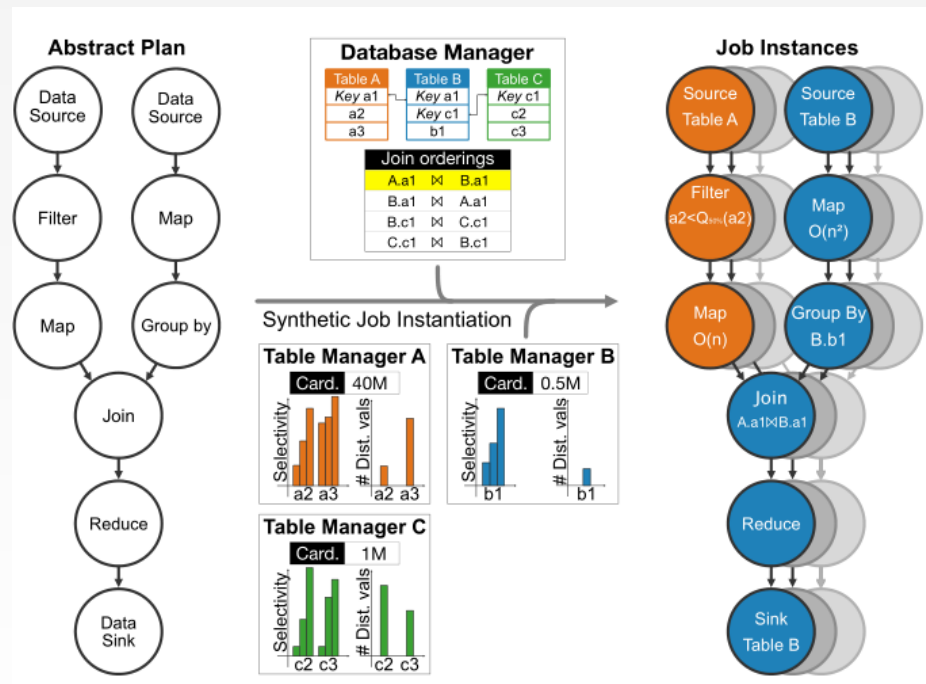 Abstract Plan
Data
Source
Data
Source
Filter
Map
Map
Group by
Join
Reduce
Data
Sink
Database Manager
Table A
Table B
Table C
Key a1
Key a1
Key c1
a2
Key c1
c2
a3
b1
c3
Join orderings
A.a1 ⋈ B.a1
B.a1 ⋈ A.a1
B.c1 ⋈ C.c1
C.c1 ⋈ B.c1
Synthetic Job Instantiation
Table Manager A
Card. 40M
Selectivity
a2 a3
# Dist. vals
a2 a3
Table Manager B
Card. 0.5M
Selectivity
b1
# Dist. vals
b1
Table Manager C
Card. 1M
Selectivity
c2 c3
# Dist. vals
c2 c3
Job Instances
Source
Table A
Source
Table B
Filter
a2<Q (a2)
Map
O(n²)
Map
O(n)
Group By
B.b1
Join
A.a1⋈B.a1
Reduce
Sink
Table B